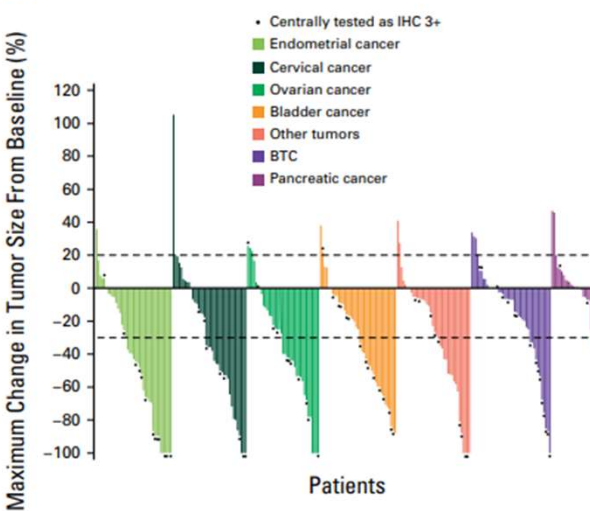 Centrally tested as IHC 3+
Endometrial cancer
Cervical cancer
Ovarian cancer
Bladder cancer
Other tumors
BTC
Pancreatic cancer
Maximum Change in Tumor Size From Baseline (%)
120
100
80
60
40
20
0
−20
−40
−60
−80
−100
Patients